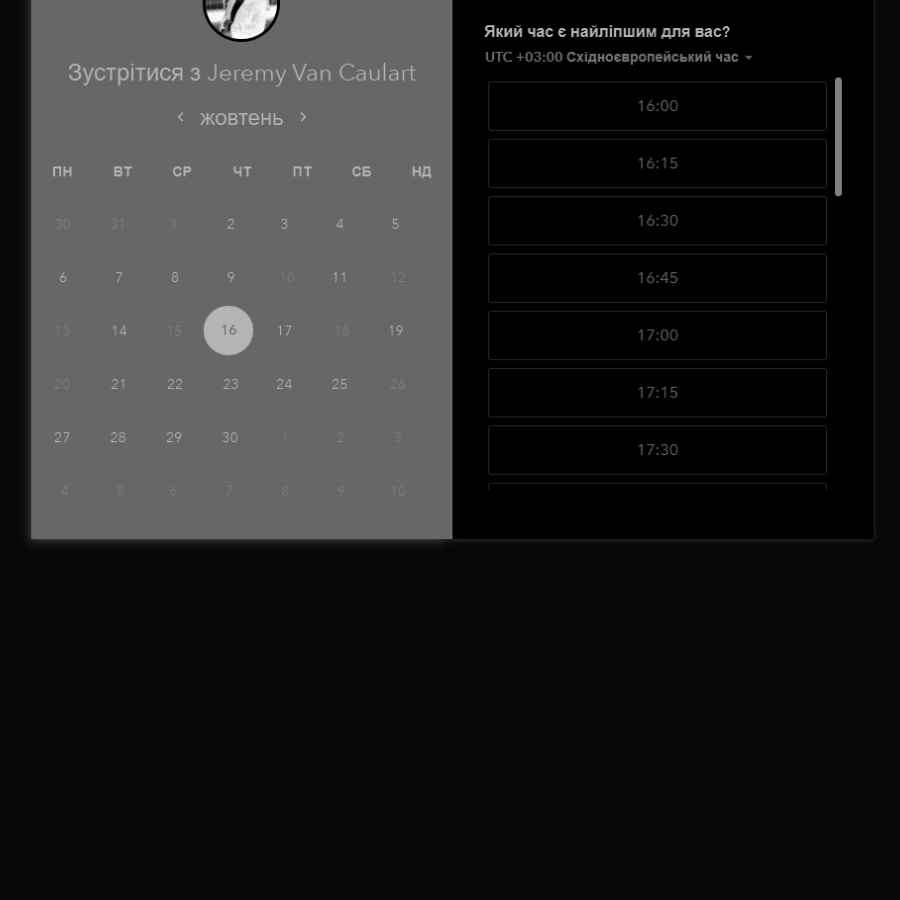 Зустрітися з Jeremy Van Caulart
жовтень
ПН ВТ СР ЧТ ПТ СБ НД
30 31 1 2 3 4 5
6 7 8 9 10 11 12
13 14 15 16 17 18 19
20 21 22 23 24 25 26
27 28 29 30 1 2 3
4 5 6 7 8 9 10
Який час є найліпшим для вас?
UTC +03:00 Східноєвропейський час
16:00
16:15
16:30
16:45
17:00
17:15
17:30